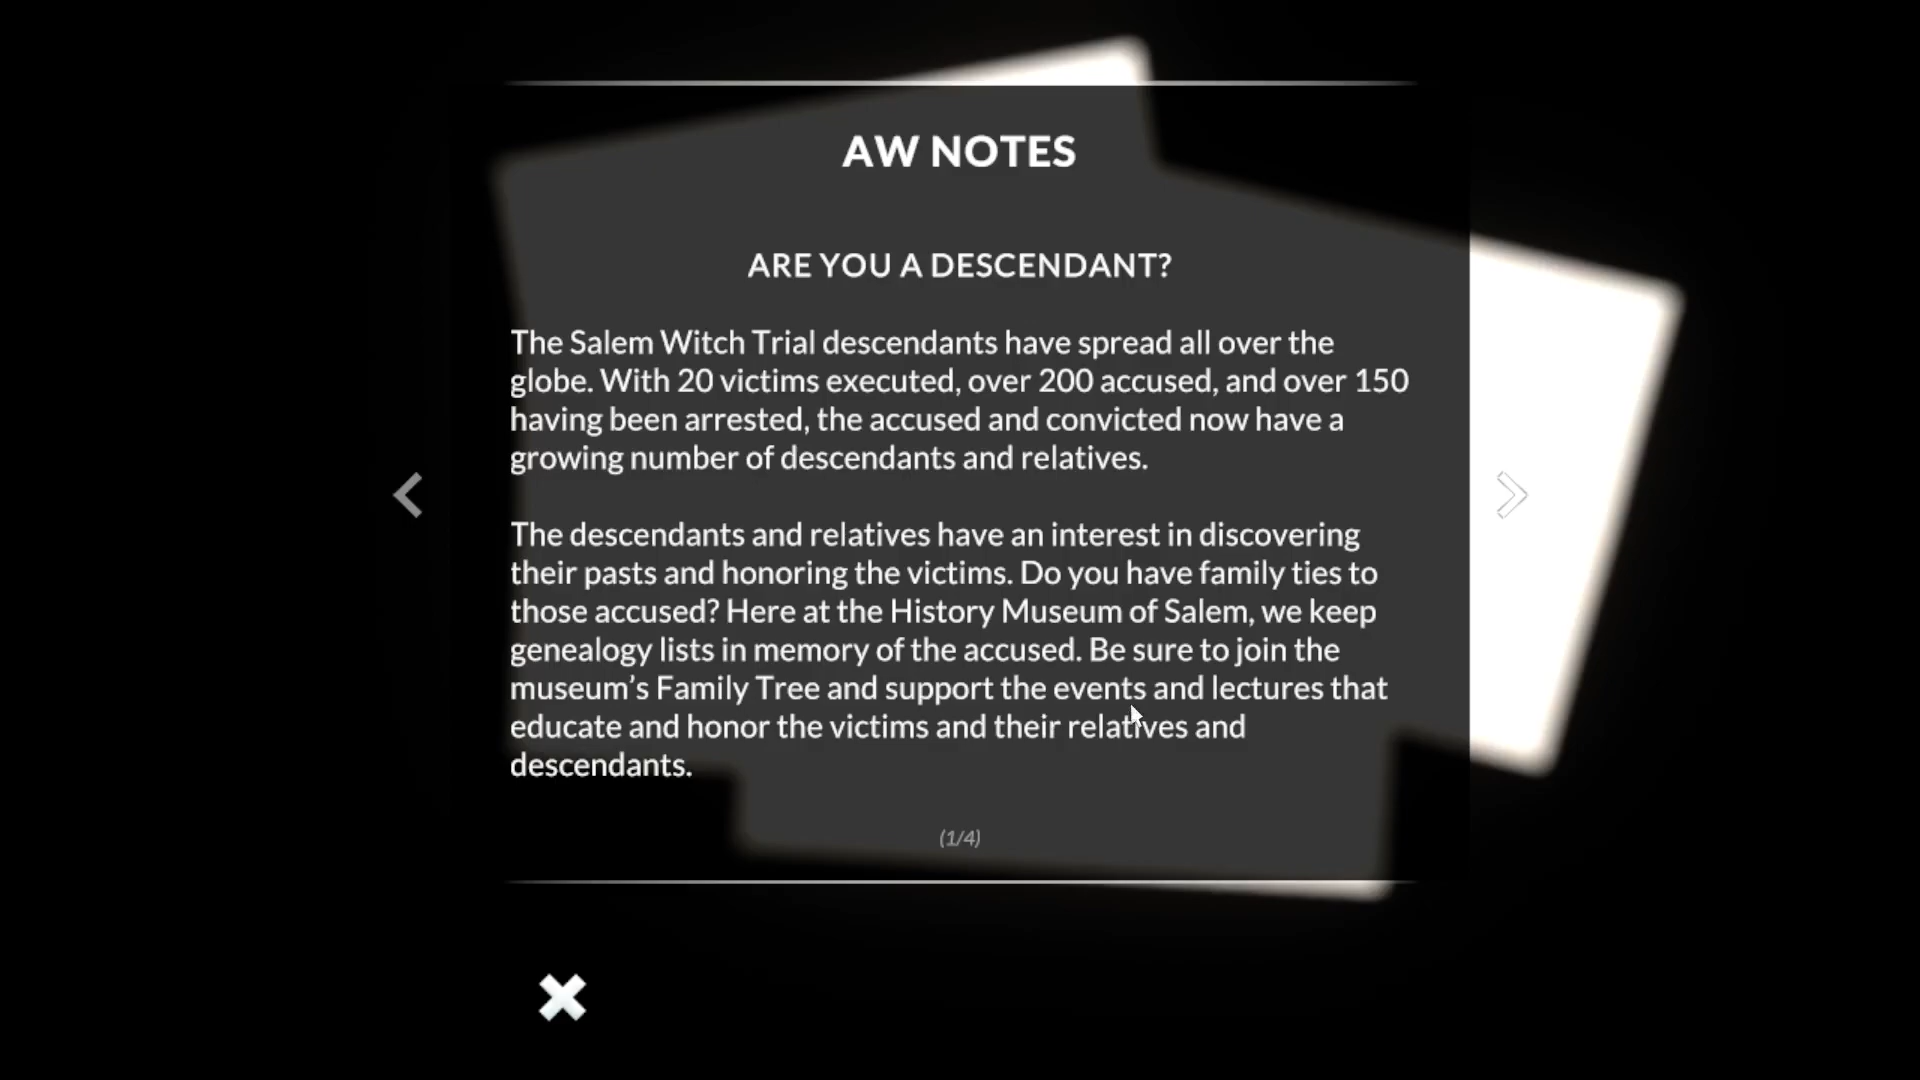 AW NOTES
ARE YOU A DESCENDANT?
The Salem Witch Trial descendants have spread all over the
globe. With 20 victims executed, over 200 accused, and over 150
having been arrested, the accused and convicted now have a
growing number of descendants and relatives.
The descendants and relatives have an interest in discovering
their pasts and honoring the victims. Do you have family ties to
those accused? Here at the History Museum of Salem, we keep
genealogy lists in memory of the accused. Be sure to join the
museum’s Family Tree and support the events and lectures that
educate and honor the victims and their relatives and
descendants.
(1/4)